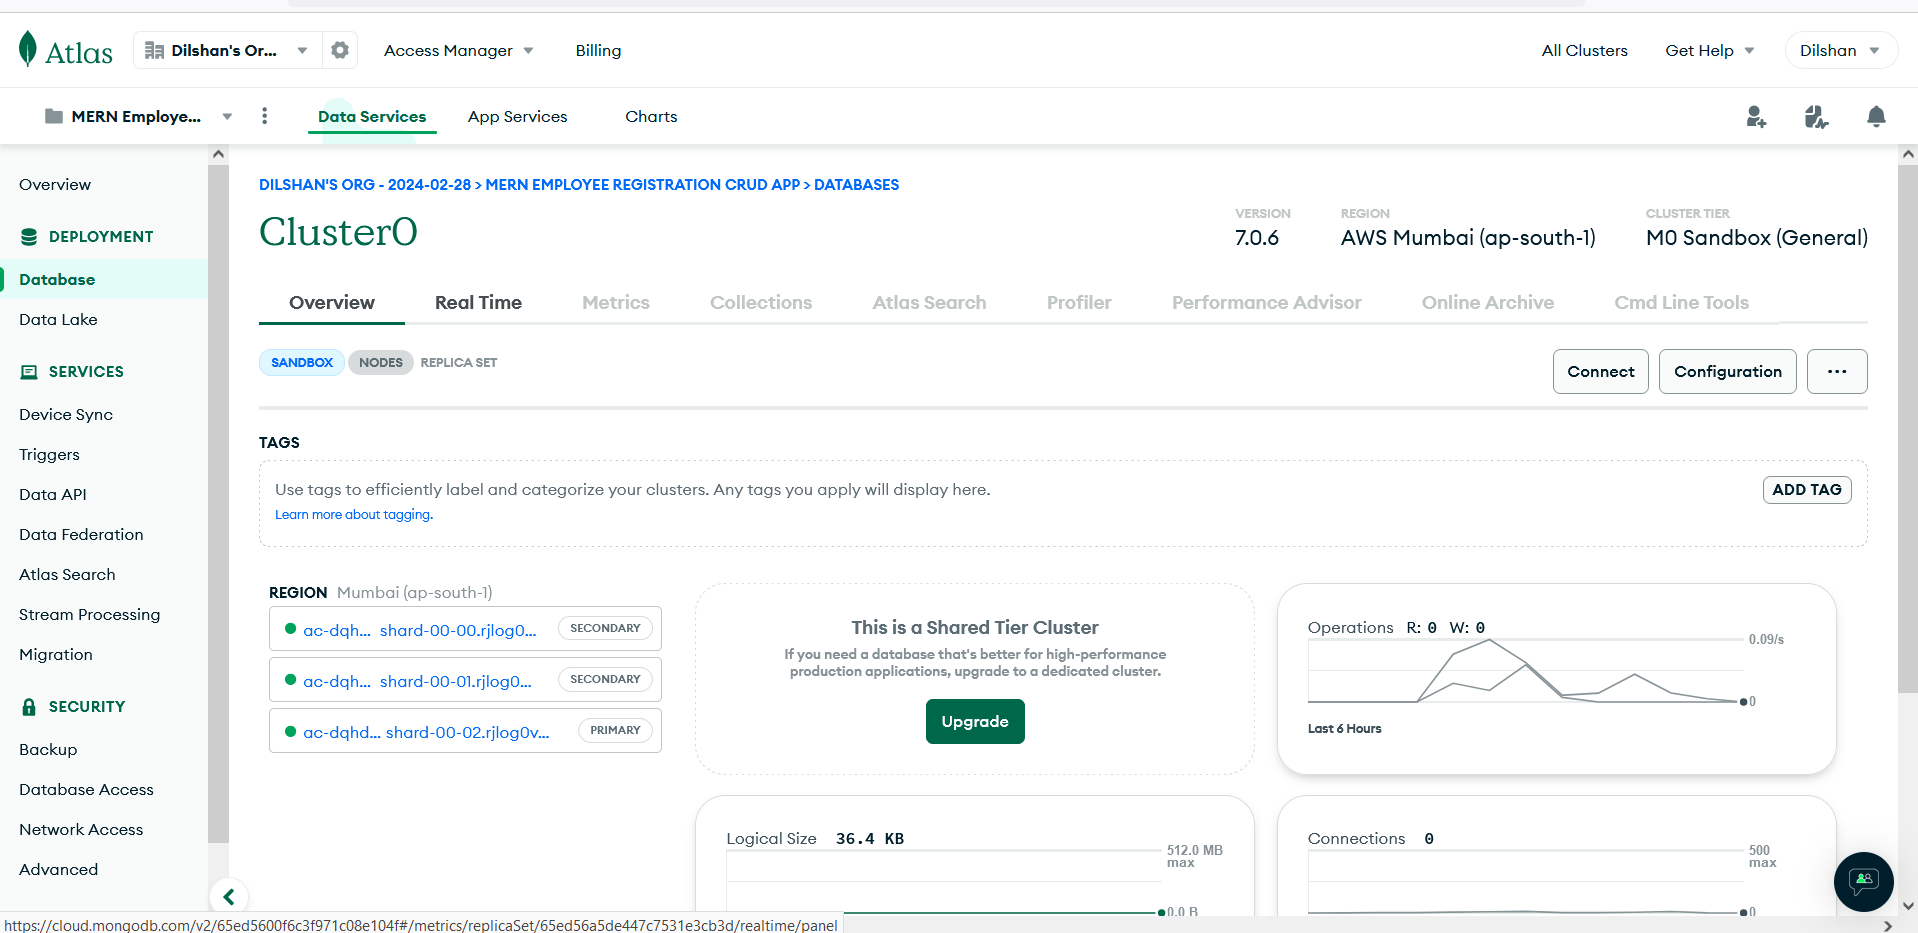 Atlas
Dilshan's Or...
Access Manager
Billing
All Clusters
Get Help
Dilshan
MERN Employe...
Data Services
App Services
Charts
Overview
DEPLOYMENT
Database
Data Lake
SERVICES
Device Sync
Triggers
Data API
Data Federation
Atlas Search
Stream Processing
Migration
SECURITY
Backup
Database Access
Network Access
Advanced
DILSHAN'S ORG - 2024-02-28 > MERN EMPLOYEE REGISTRATION CRUD APP > DATABASES
Cluster0
VERSION
7.0.6
REGION
AWS Mumbai (ap-south-1)
CLUSTER TIER
M0 Sandbox (General)
Overview
Real Time
Metrics
Collections
Atlas Search
Profiler
Performance Advisor
Online Archive
Cmd Line Tools
SANDBOX
NODES
REPLICA SET
Connect
Configuration
...
TAGS
Use tags to efficiently label and categorize your clusters. Any tags you apply will display here.
Learn more about tagging.
ADD TAG
REGION Mumbai (ap-south-1)
ac-dqh... shard-00-00.rjlog0... SECONDARY
ac-dqh... shard-00-01.rjlog0... SECONDARY
ac-dqhd... shard-00-02.rjlog0v... PRIMARY
This is a Shared Tier Cluster
If you need a database that's better for high-performance
production applications, upgrade to a dedicated cluster.
Upgrade
Operations R: 0 W: 0
0.09/s
0
Last 6 Hours
Logical Size 36.4 KB
512.0 MB
max
0.0 B
Connections 0
500
max
0
https://cloud.mongodb.com/v2/65ed5600f6c3f971c08e104f#/metrics/replicaSet/65ed56a5de447c7531e3cb3d/realtime/panel